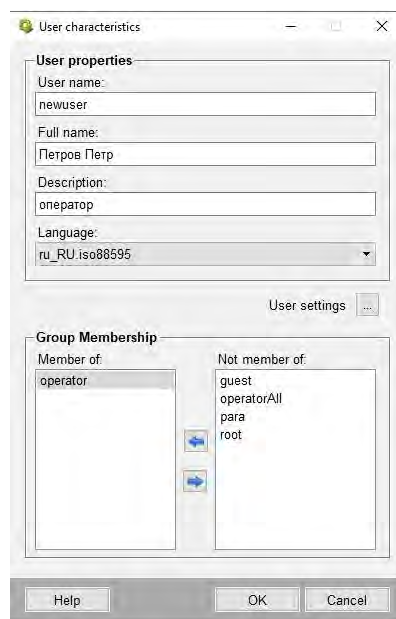 User characteristics
User properties
User name:
newuser
Full name:
Петров Петр
Description:
оператор
Language:
ru_RU.iso88595
User settings ...
Group Membership
Member of:
operator
Not member of:
guest
operatorAll
para
root
Help OK Cancel